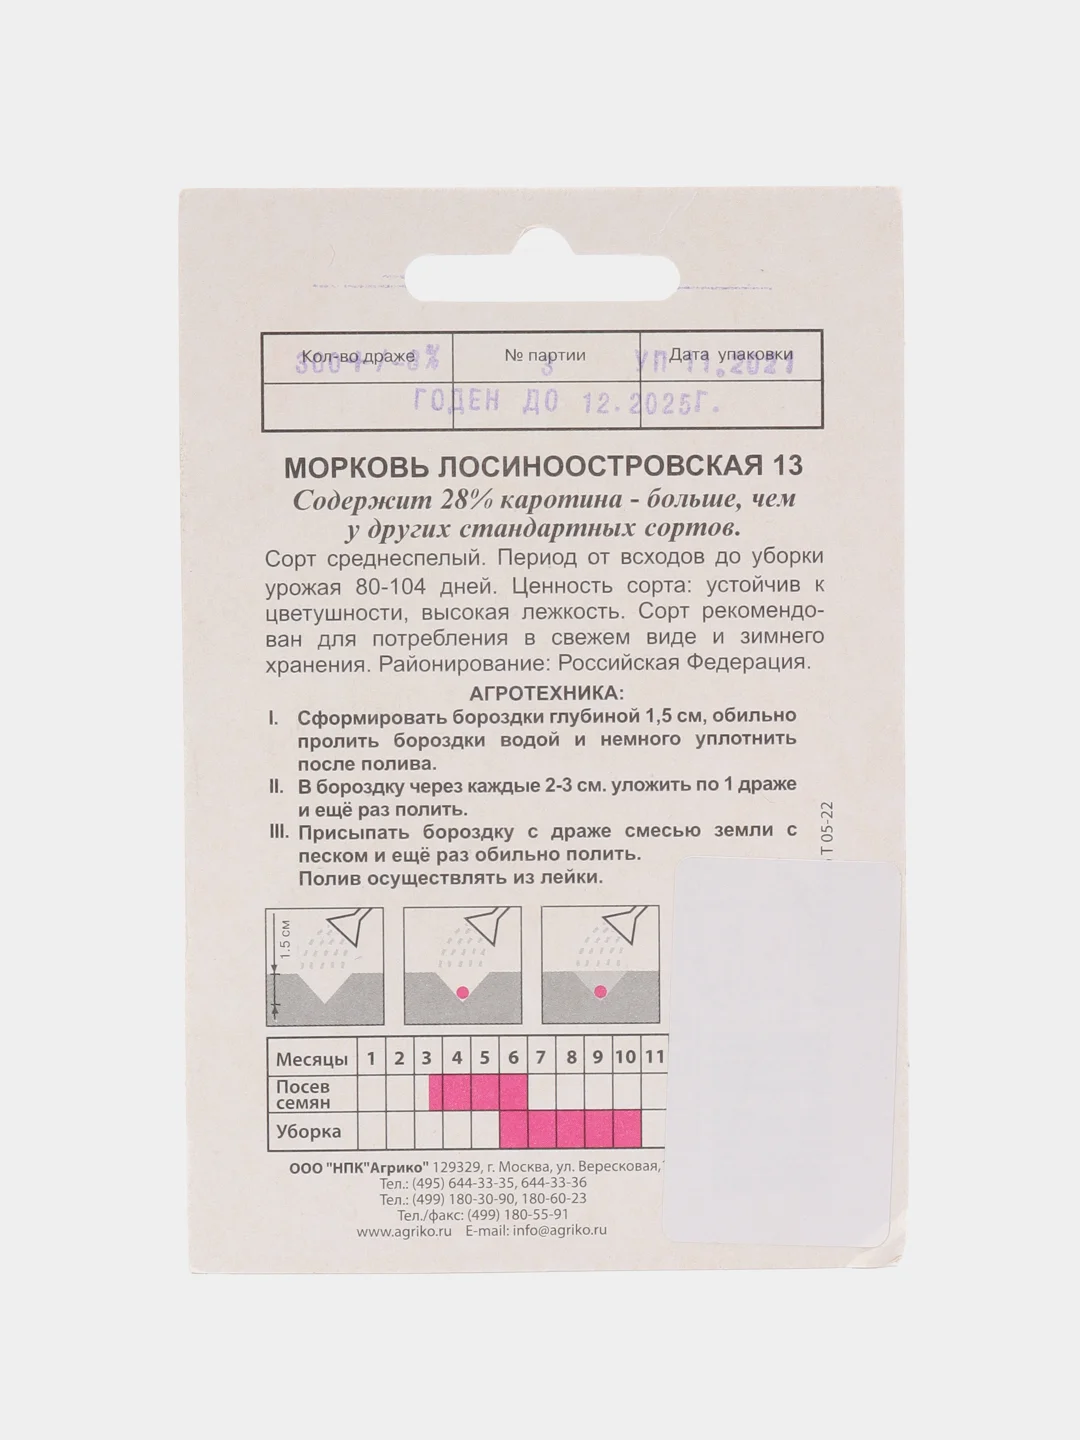 Кол-во драже № партии Дата упаковки
3 УП 11.2021
ГОДЕН ДО 12.2025Г.
МОРКОВЬ ЛОСИНООСТРОВСКАЯ 13
Содержит 28% каротина - больше, чем
у других стандартных сортов.
Сорт среднеспелый. Период от всходов до уборки
урожая 80-104 дней. Ценность сорта: устойчив к
цветушности, высокая лежкость. Сорт рекомендо-
ван для потребления в свежем виде и зимнего
хранения. Районирование: Российская Федерация.
АГРОТЕХНИКА:
I. Сформировать бороздки глубиной 1,5 см, обильно
пролить бороздки водой и немного уплотнить
после полива.
II. В бороздку через каждые 2-3 см. уложить по 1 драже
и ещё раз полить.
III. Присыпать бороздку с драже смесью земли с
песком и ещё раз обильно полить.
Полив осуществлять из лейки.
Т 05-22
1.5 см
Месяцы 1 2 3 4 5 6 7 8 9 10 11
Посев
семян
Уборка
ООО "НПК"Агрико" 129329, г. Москва, ул. Вересковая,
Тел.: (495) 644-33-35, 644-33-36
Тел.: (499) 180-30-90, 180-60-23
Тел./факс: (499) 180-55-91
www.agriko.ru E-mail: info@agriko.ru